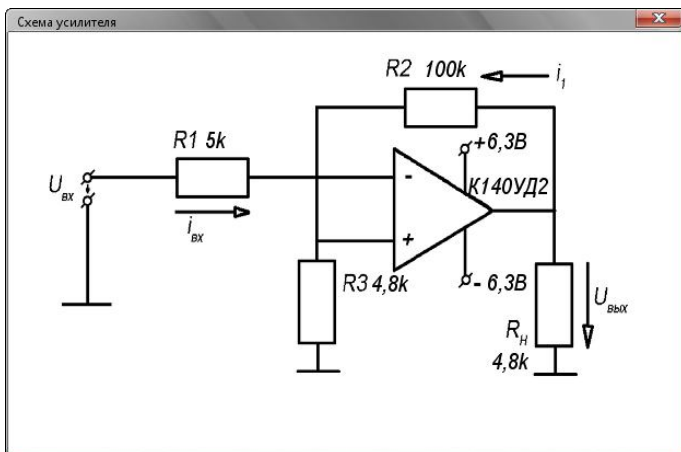 Схема усилителя
R2 100k
i1
R1 5k
+6,3В
Uвх
К140УД2
-
iвх
+
R3 4,8k
- 6,3В
Uвых
RН
4,8k